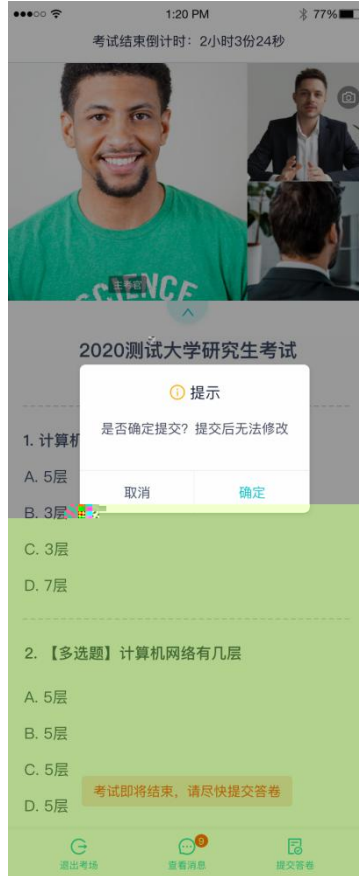 1:20 PM
77%
考试结束倒计时：2小时3份24秒
SCIENCE
2020测试大学研究生考试
提示
是否确定提交？提交后无法修改
取消
确定
1. 计算机
A. 5层
B. 3层
C. 3层
D. 7层
2. 【多选题】计算机网络有几层
A. 5层
B. 5层
C. 5层
D. 5层
考试即将结束，请尽快提交答卷
9
退出考场
查看消息
提交答卷